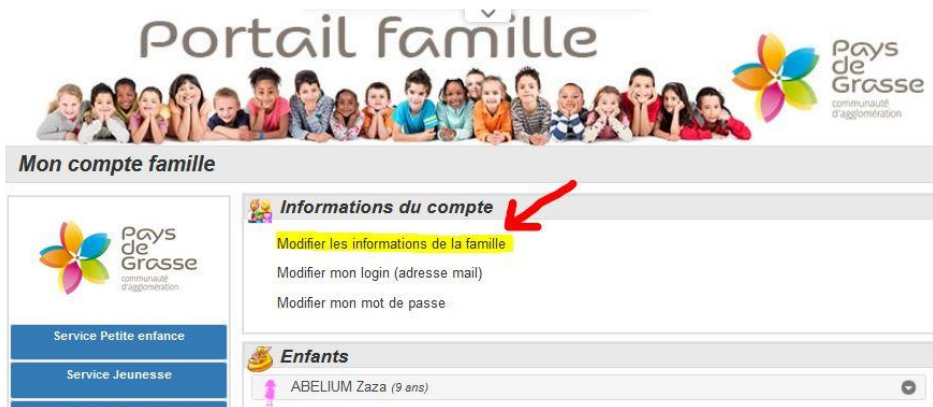 Portail famille
Pays
de
Grasse
communauté
d'agglomération
Mon compte famille
Pays
de
Grasse
communauté
d'agglomération
Service Petite enfance
Service Jeunesse
Informations du compte
Modifier les informations de la famille
Modifier mon login (adresse mail)
Modifier mon mot de passe
Enfants
ABELIUM Zaza (9 ans)